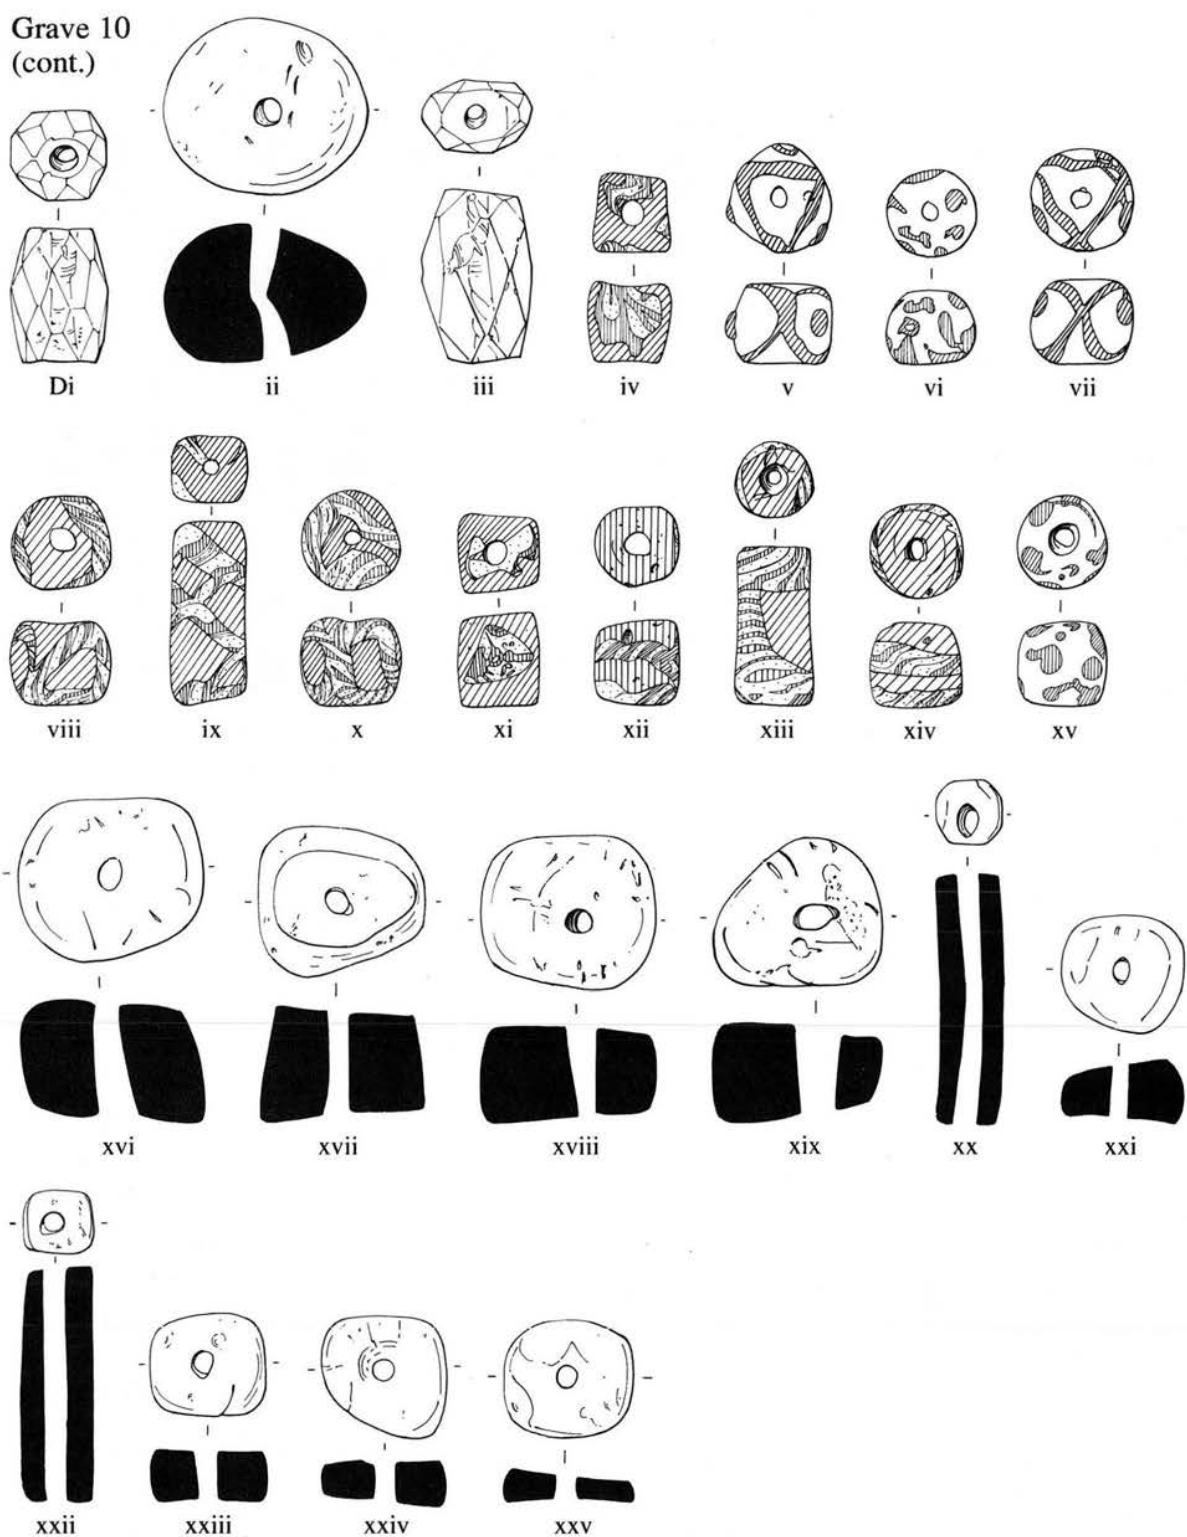 Grave 10
(cont.)
Di ii iii iv v vi vii
viii ix x xi xii xiii xiv xv
xvi xvii xviii xix xx xxi
xxii xxiii xxiv xxv